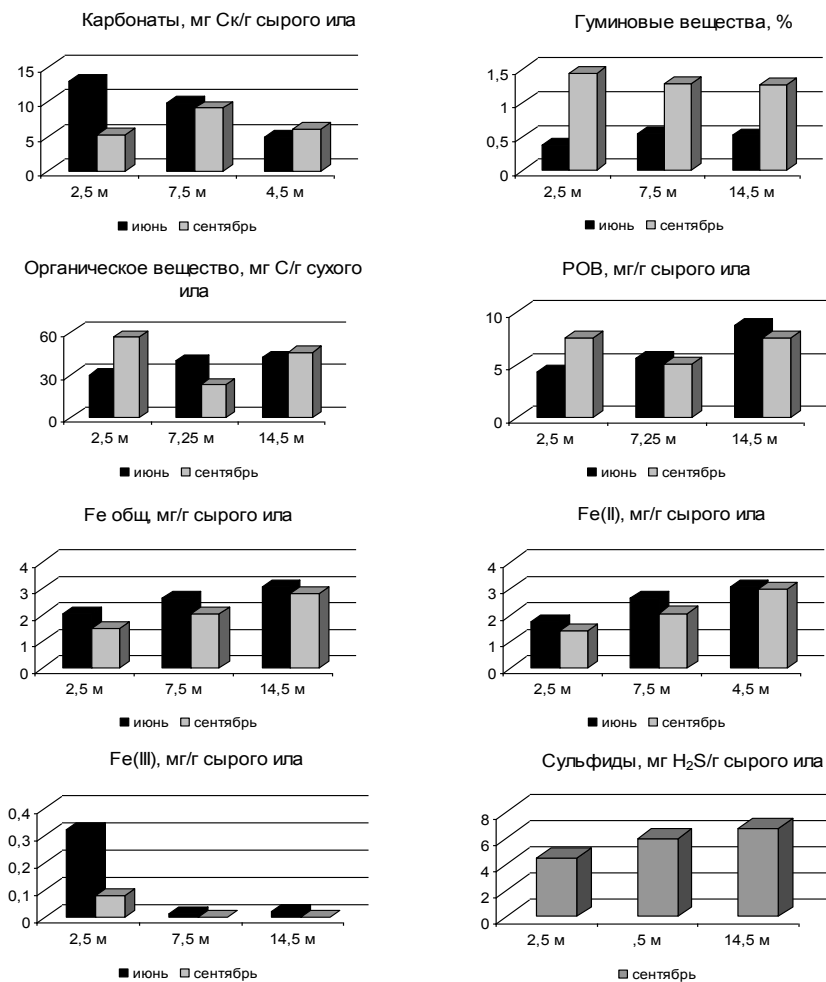 Карбонаты, мг Ск/г сырого ила
15
10
5
0
2,5 м 7,5 м 4,5 м
июнь сентябрь
Гуминовые вещества, %
1,5
1
0,5
0
2,5 м 7,5 м 14,5 м
июнь сентябрь
Органическое вещество, мг С/г сухого
ила
60
30
0
2,5 м 7,25 м 14,5 м
июнь сентябрь
РОВ, мг/г сырого ила
10
5
0
2,5 м 7,25 м 14,5 м
июнь сентябрь
Fe общ, мг/г сырого ила
4
3
2
1
0
2,5 м 7,5 м 14,5 м
июнь сентябрь
Fe(II), мг/г сырого ила
4
3
2
1
0
2,5 м 7,5 м 4,5 м
июнь сентябрь
Fe(III), мг/г сырого ила
0,4
0,3
0,2
0,1
0
2,5 м 7,5 м 14,5 м
июнь сентябрь
Сульфиды, мг H₂S/г сырого ила
8
6
4
2
0
2,5 м ,5 м 14,5 м
сентябрь